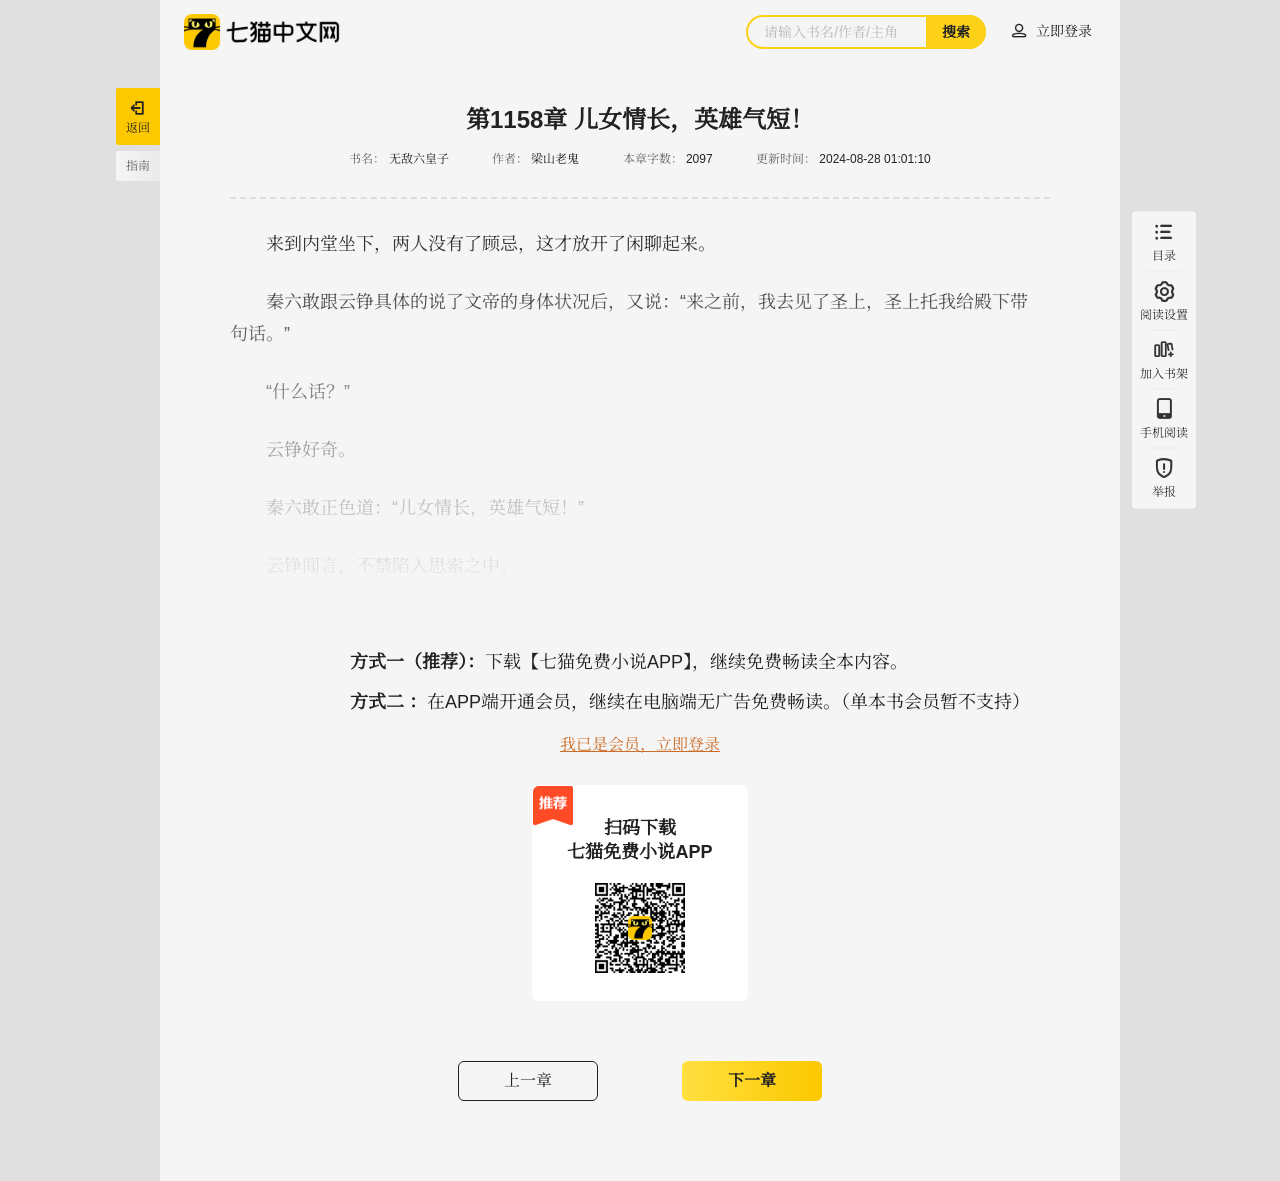 七猫中文网
请输入书名/作者/主角
搜索
立即登录
返回
指南
第1158章 儿女情长，英雄气短！
书名： 无敌六皇子 作者： 梁山老鬼 本章字数： 2097 更新时间： 2024-08-28 01:01:10
来到内堂坐下，两人没有了顾忌，这才放开了闲聊起来。
秦六敢跟云铮具体的说了文帝的身体状况后，又说：“来之前，我去见了圣上，圣上托我给殿下带
句话。”
“什么话？”
云铮好奇。
秦六敢正色道：“儿女情长，英雄气短！”
云铮闻言，不禁陷入思索之中。
目录
阅读设置
加入书架
手机阅读
举报
方式一（推荐）：下载【七猫免费小说APP】，继续免费畅读全本内容。
方式二 ：在APP端开通会员，继续在电脑端无广告免费畅读。（单本书会员暂不支持）
我已是会员，立即登录
推荐
扫码下载
七猫免费小说APP
上一章
下一章